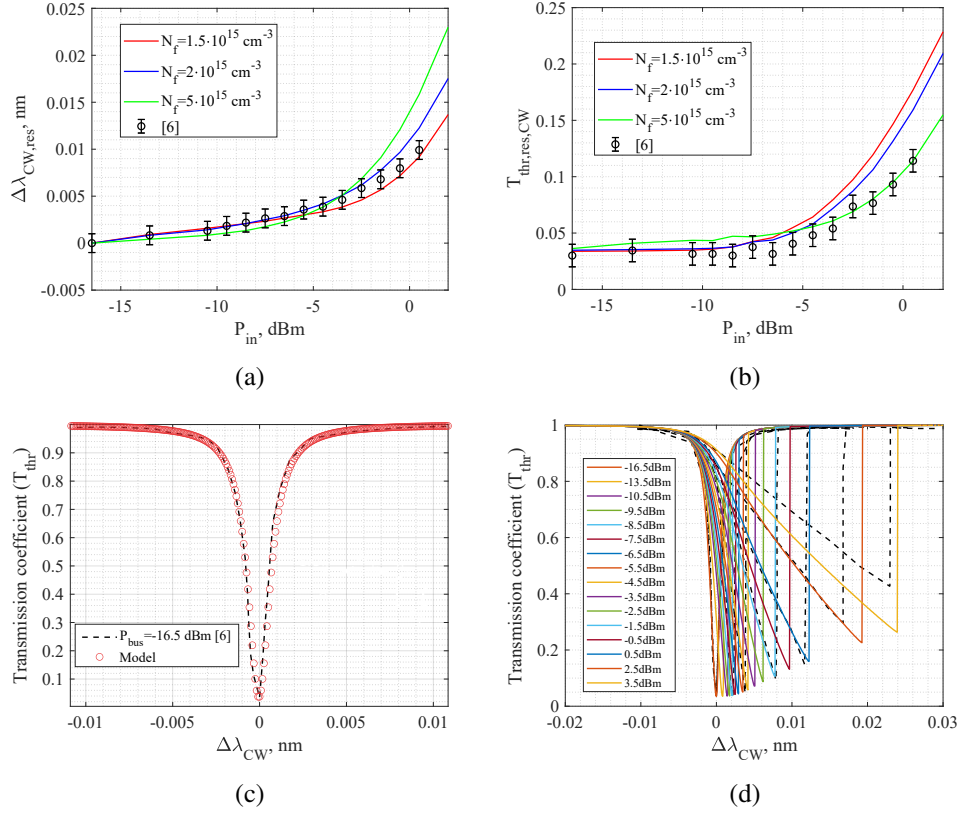 0.025
0.02
0.015
0.01
0.005
0
-0.005
-15
-10
-5
0
Δλ_CW,res, nm
P_in, dBm
N_f=1.5·10^15 cm^-3
N_f=2·10^15 cm^-3
N_f=5·10^15 cm^-3
[6]
(a)
0.25
0.2
0.15
0.1
0.05
0
-15
-10
-5
0
T_thr,res,CW
P_in, dBm
N_f=1.5·10^15 cm^-3
N_f=2·10^15 cm^-3
N_f=5·10^15 cm^-3
[6]
(b)
0.9
0.8
0.7
0.6
0.5
0.4
0.3
0.2
0.1
-0.01
-0.005
0
0.005
0.01
Transmission coefficient (T_thr)
Δλ_CW, nm
P_bus=-16.5 dBm [6]
Model
(c)
1
0.8
0.6
0.4
0.2
0
-0.02
-0.01
0
0.01
0.02
0.03
Transmission coefficient (T_thr)
Δλ_CW, nm
-16.5dBm
-13.5dBm
-10.5dBm
-9.5dBm
-8.5dBm
-7.5dBm
-6.5dBm
-5.5dBm
-4.5dBm
-3.5dBm
-2.5dBm
-1.5dBm
-0.5dBm
0.5dBm
2.5dBm
3.5dBm
(d)